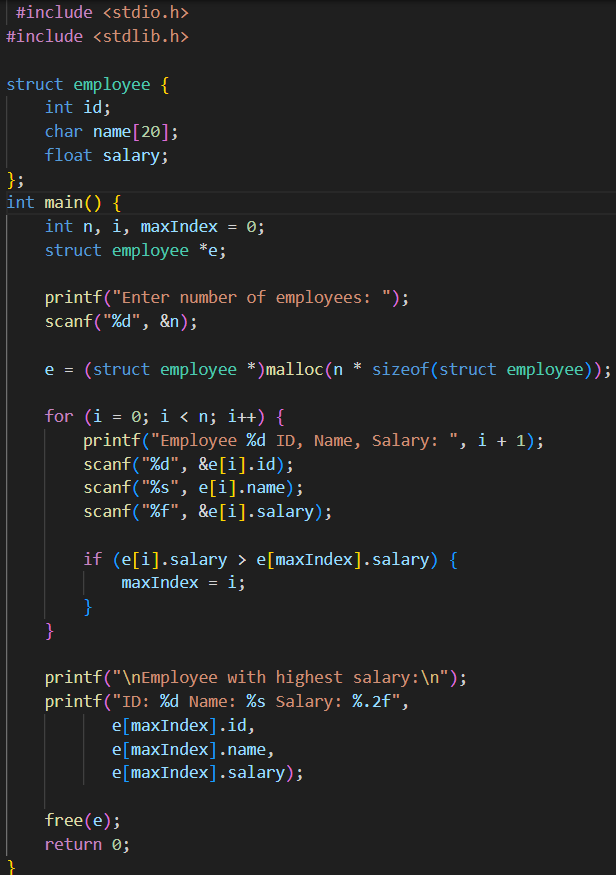 #include <stdio.h>
#include <stdlib.h>

struct employee {
    int id;
    char name[20];
    float salary;
};
int main() {
    int n, i, maxIndex = 0;
    struct employee *e;

    printf("Enter number of employees: ");
    scanf("%d", &n);

    e = (struct employee *)malloc(n * sizeof(struct employee));

    for (i = 0; i < n; i++) {
        printf("Employee %d ID, Name, Salary: ", i + 1);
        scanf("%d", &e[i].id);
        scanf("%s", e[i].name);
        scanf("%f", &e[i].salary);

        if (e[i].salary > e[maxIndex].salary) {
            maxIndex = i;
        }
    }

    printf("\nEmployee with highest salary:\n");
    printf("ID: %d Name: %s Salary: %.2f",
           e[maxIndex].id,
           e[maxIndex].name,
           e[maxIndex].salary);

    free(e);
    return 0;
}